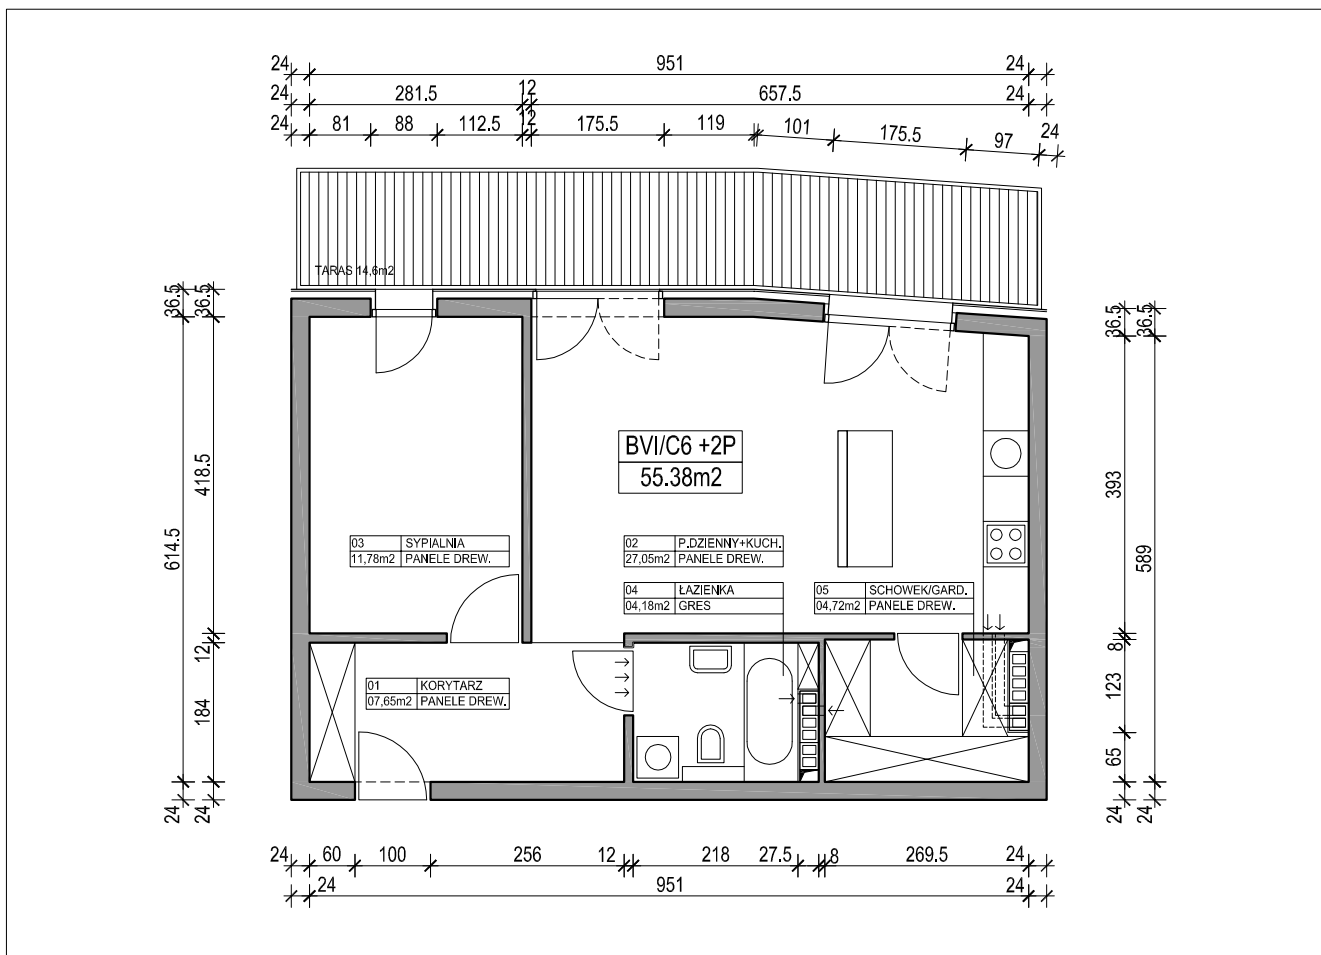 24 951 24
24 281.5 12 657.5 24
24 81 88 112.5 12 175.5 119 101 175.5 97 24
TARAS 14,6m2
36.5 36.5
36.5 36.5
BVI/C6 +2P
55.38m2
418.5
614.5
393
589
03 SYPIALNIA
11,78m2 PANELE DREW.
02 P.DZIENNY+KUCH.
27,05m2 PANELE DREW.
04 ŁAZIENKA
04,18m2 GRES
05 SCHOWEK/GARD.
04,72m2 PANELE DREW.
01 KORYTARZ
07,65m2 PANELE DREW.
12
184
24 24
8
123
65
24 24
24 60 100 256 12 218 27.5 8 269.5 24
24 951 24